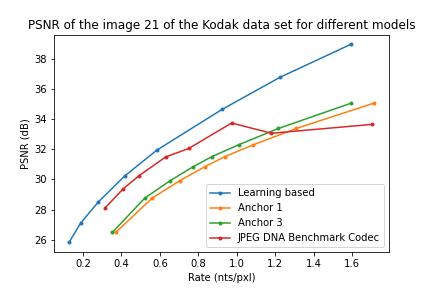 PSNR of the image 21 of the Kodak data set for different models
PSNR (dB)
38
36
34
32
30
28
26
Learning based
Anchor 1
Anchor 3
JPEG DNA Benchmark Codec
0.2 0.4 0.6 0.8 1.0 1.2 1.4 1.6
Rate (nts/pxl)